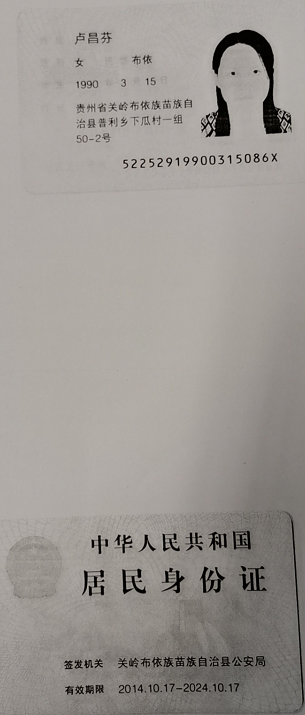 卢昌芬
女 布依
1990 3 15
贵州省关岭布依族苗族自
治县普利乡下瓜村一组
50-2号
52252919900315086X
中华人民共和国
居民身份证
签发机关 关岭布依族苗族自治县公安局
有效期限 2014.10.17-2024.10.17